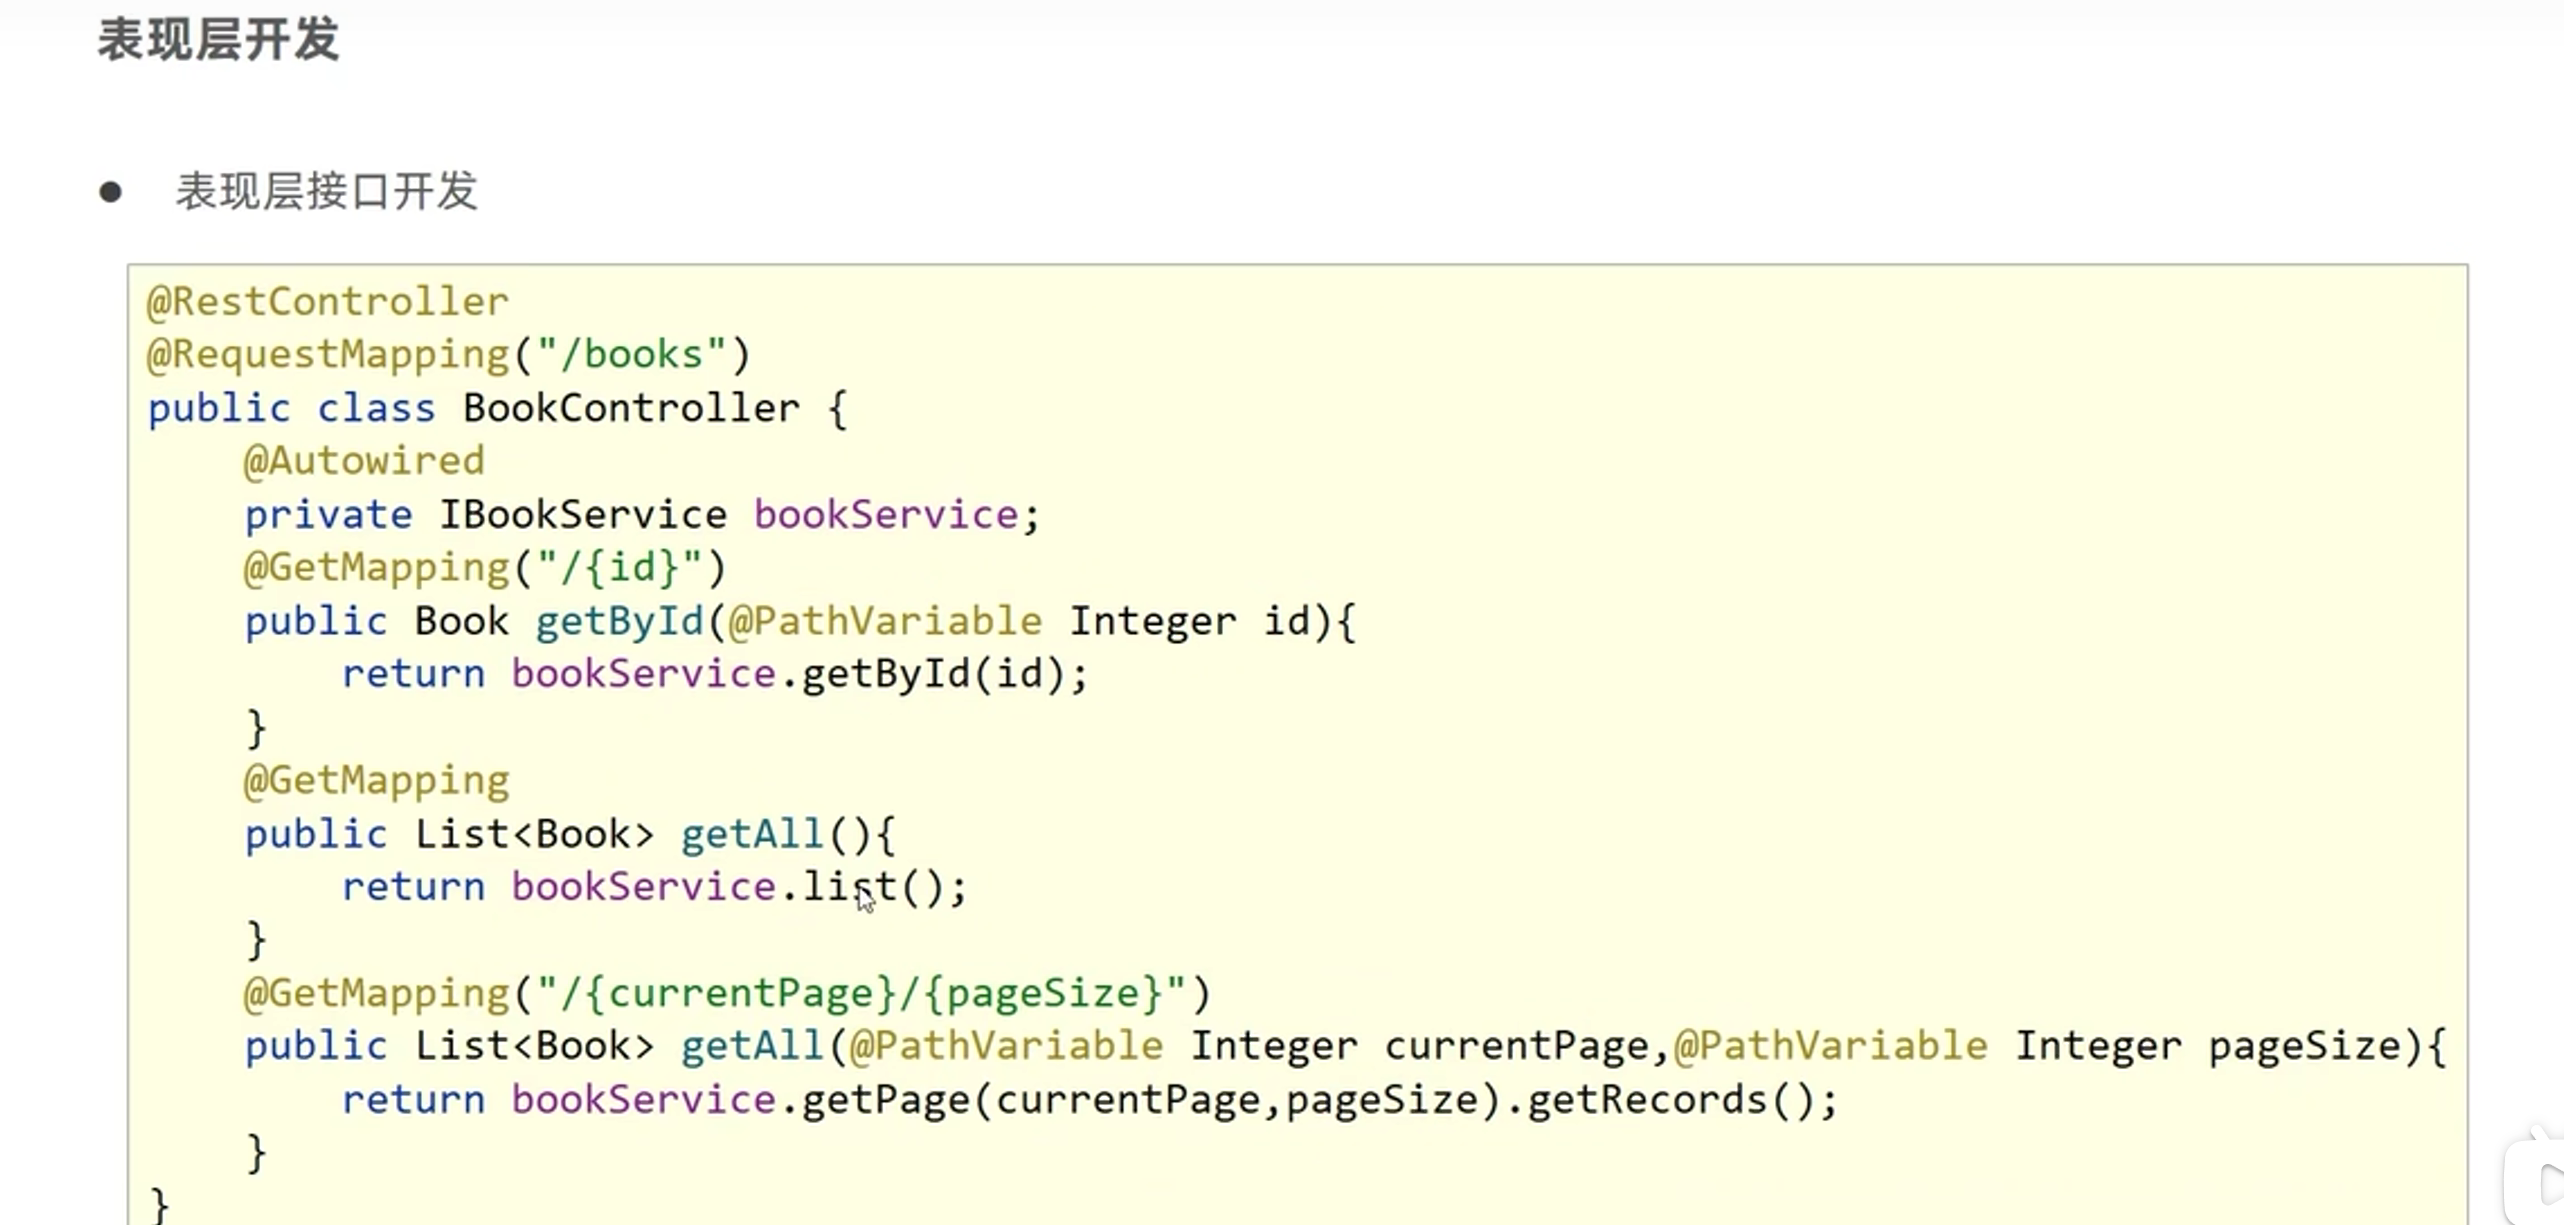 表现层开发
● 表现层接口开发
@RestController
@RequestMapping("/books")
public class BookController {
    @Autowired
    private IBookService bookService;
    @GetMapping("/{id}")
    public Book getById(@PathVariable Integer id){
        return bookService.getById(id);
    }
    @GetMapping
    public List<Book> getAll(){
        return bookService.list();
    }
    @GetMapping("/{currentPage}/{pageSize}")
    public List<Book> getAll(@PathVariable Integer currentPage,@PathVariable Integer pageSize){
        return bookService.getPage(currentPage,pageSize).getRecords();
    }
}